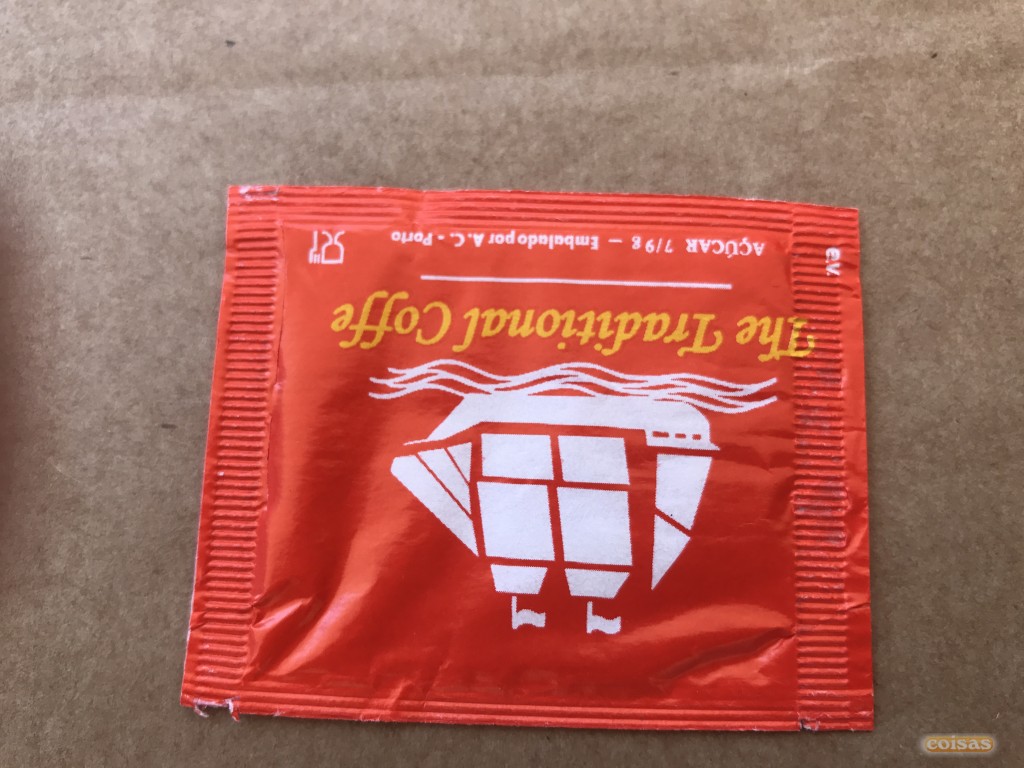 The Traditional Coffe
AÇÚCAR 7/9 g — Embalado por A. C. - Porto
e.v.
coisas